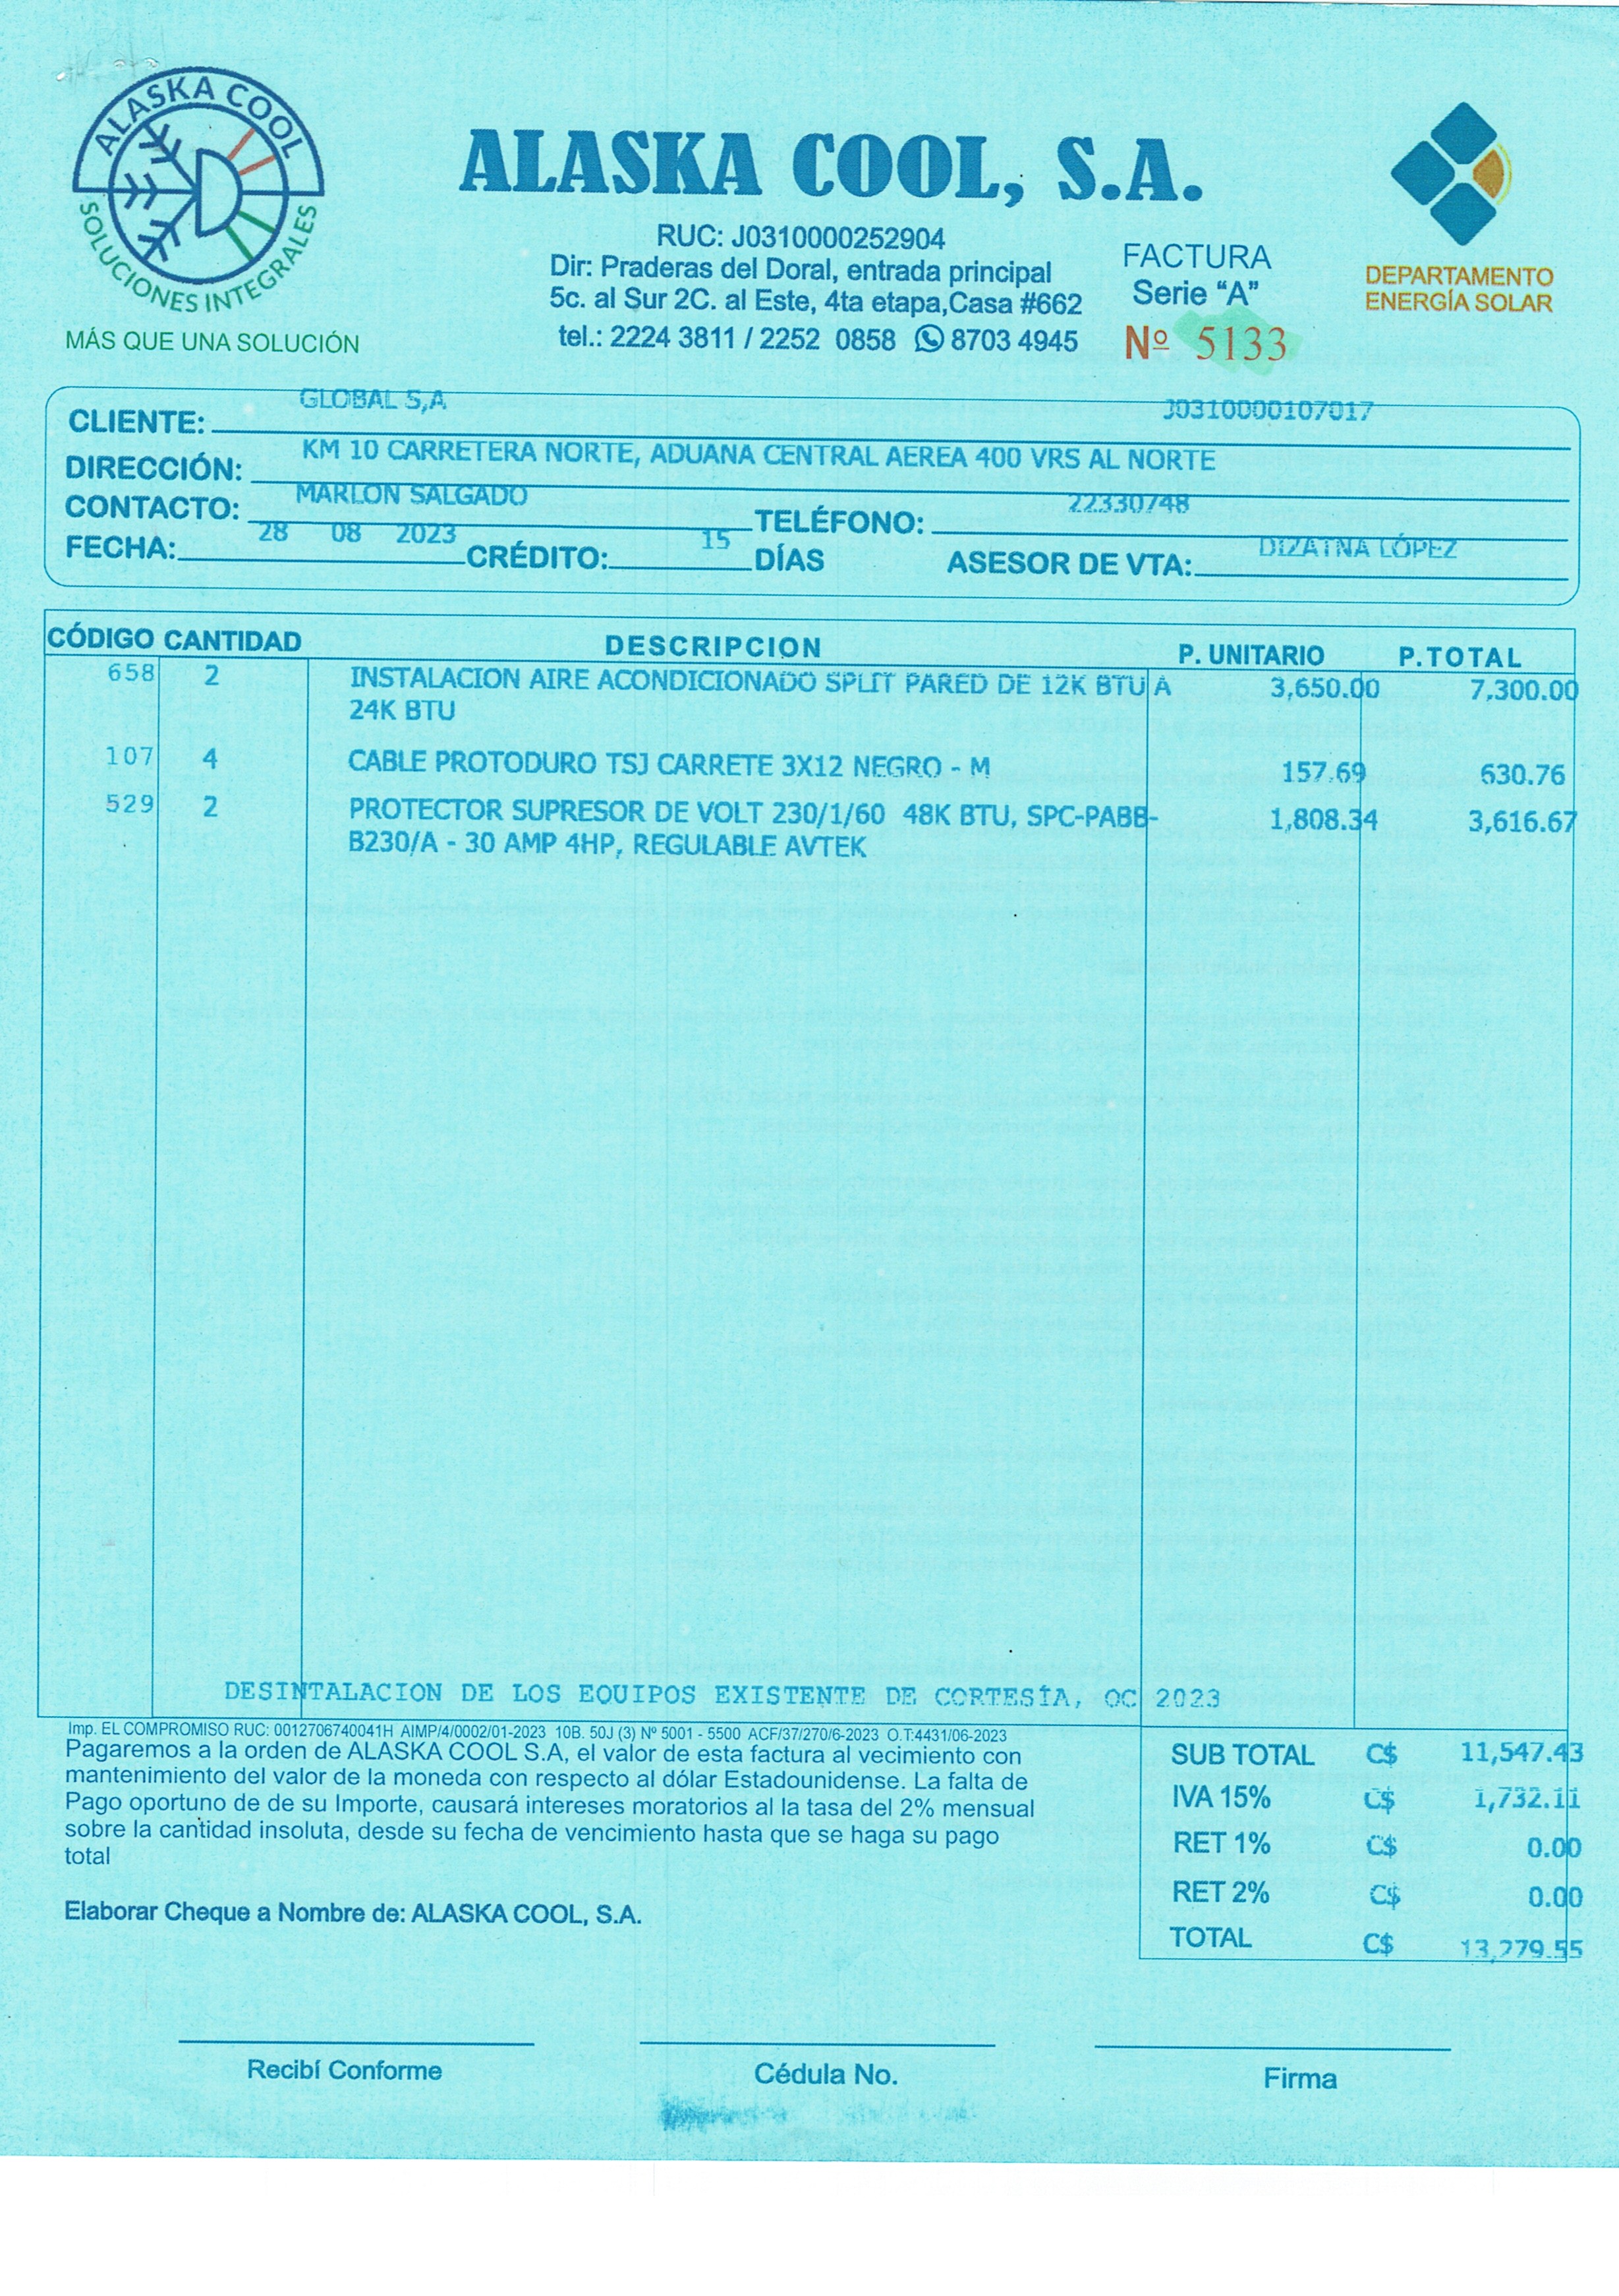 ALASKA COOL
SOLUCIONES INTEGRALES
MÁS QUE UNA SOLUCIÓN
ALASKA COOL, S.A.
RUC: J0310000252904
Dir: Praderas del Doral, entrada principal
5c. al Sur 2C. al Este, 4ta etapa,Casa #662
tel.: 2224 3811 / 2252 0858 8703 4945
FACTURA
Serie "A"
Nº 5133
DEPARTAMENTO
ENERGÍA SOLAR
CLIENTE: GLOBAL S,A J0310000107017
DIRECCIÓN: KM 10 CARRETERA NORTE, ADUANA CENTRAL AEREA 400 VRS AL NORTE
CONTACTO: MARLON SALGADO TELÉFONO: 22330748
FECHA: 28 08 2023 CRÉDITO: 15 DÍAS ASESOR DE VTA: LÓPEZ
CÓDIGO CANTIDAD DESCRIPCION P. UNITARIO P.TOTAL
658 2 INSTALACION AIRE ACONDICIONADO SPLIT PARED DE 12K BTU A 3,650.00 7,300.00
24K BTU
107 4 CABLE PROTODURO TSJ CARRETE 3X12 NEGRO - M 157.69 630.76
529 2 PROTECTOR SUPRESOR DE VOLT 230/1/60 48K BTU, SPC-PABB- 1,808.34 3,616.67
B230/A - 30 AMP 4HP, REGULABLE AVTEK
DESINTALACION DE LOS EQUIPOS EXISTENTE DE CORTESÍA, OC 2023
Imp. EL COMPROMISO RUC: 0012706740041H AIMP/4/0002/01-2023 10B. 50J (3) Nº 5001 - 5500 ACF/37/270/6-2023 O.T:4431/06-2023
Pagaremos a la orden de ALASKA COOL S.A, el valor de esta factura al vecimiento con
mantenimiento del valor de la moneda con respecto al dólar Estadounidense. La falta de
Pago oportuno de de su Importe, causará intereses moratorios al la tasa del 2% mensual
sobre la cantidad insoluta, desde su fecha de vencimiento hasta que se haga su pago
total
Elaborar Cheque a Nombre de: ALASKA COOL, S.A.
SUB TOTAL C$ 11,547.43
IVA 15% C$ 1,732.11
RET 1% C$ 0.00
RET 2% C$ 0.00
TOTAL C$ 13,279.55
Recibí Conforme
Cédula No.
Firma